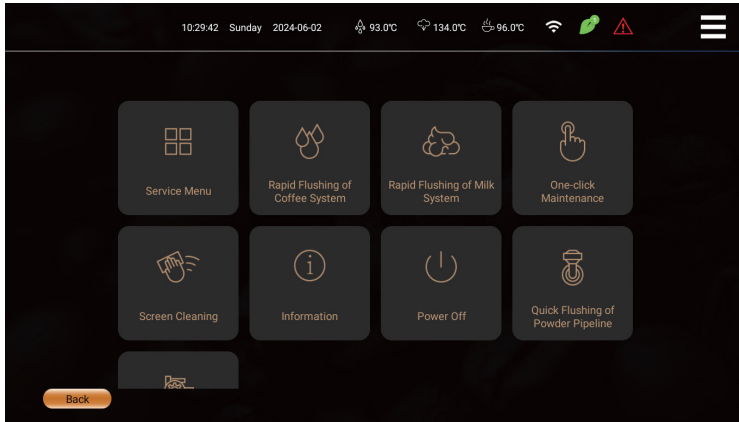 10:29:42 Sunday 2024-06-02 93.0℃ 134.0℃ 96.0℃ 1
Service Menu
Rapid Flushing of
Coffee System
Rapid Flushing of Milk
System
One-click
Maintenance
Screen Cleaning
Information
Power Off
Quick Flushing of
Powder Pipeline
Back